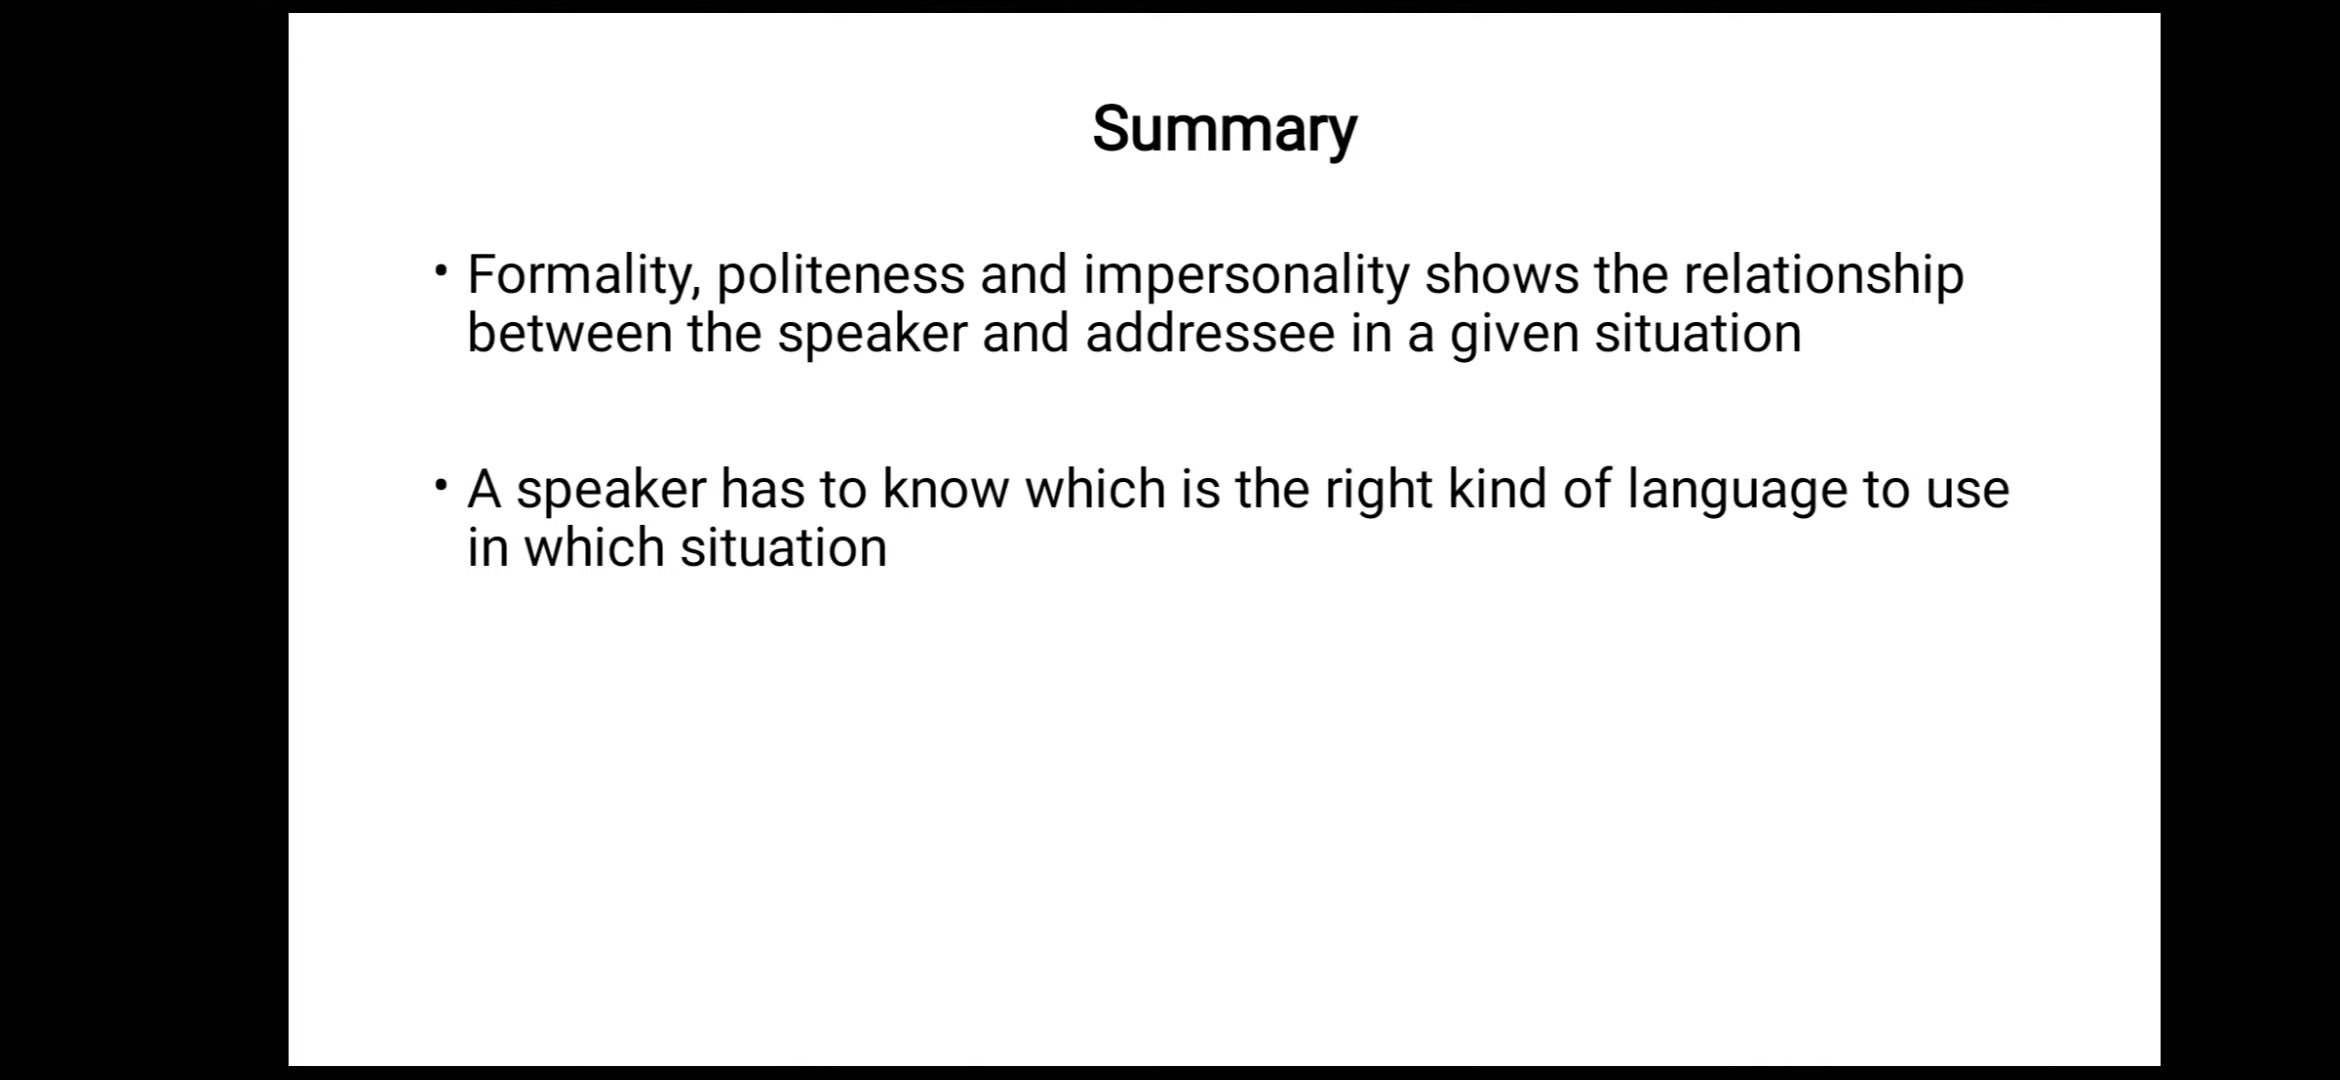 Summary
• Formality, politeness and impersonality shows the relationship
between the speaker and addressee in a given situation
• A speaker has to know which is the right kind of language to use
in which situation